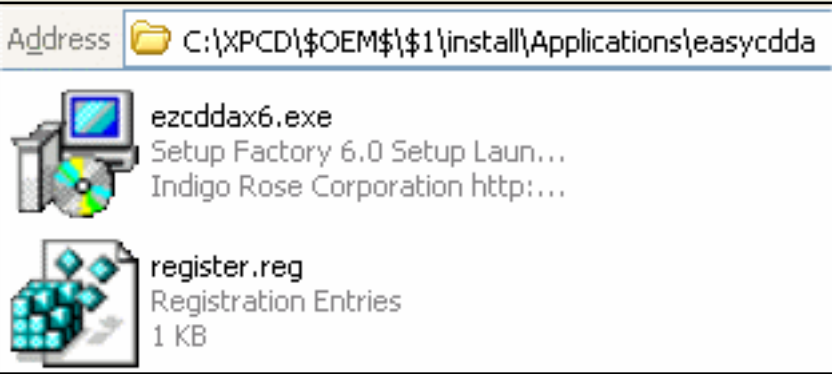 Address C:\XPCD\$OEM$\$1\install\Applications\easycdda
ezcddax6.exe
Setup Factory 6.0 Setup Laun...
Indigo Rose Corporation http:...
register.reg
Registration Entries
1 KB